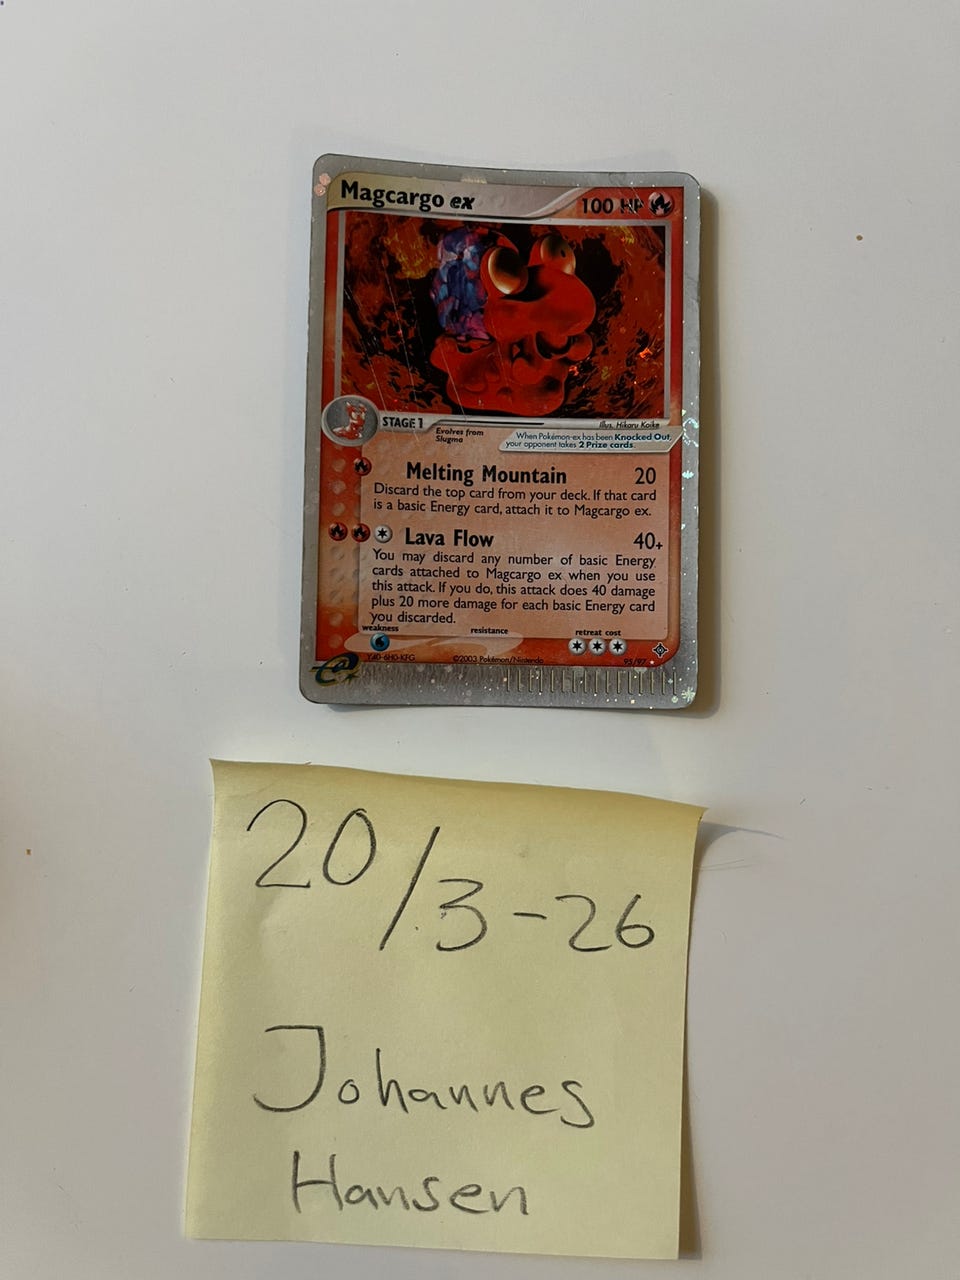 Magcargo ex 100 HP
STAGE 1
Evolves from
Slugma
Illus. Hikaru Koike
When Pokémon-ex has been Knocked Out,
your opponent takes 2 Prize cards.
Melting Mountain 20
Discard the top card from your deck. If that card
is a basic Energy card, attach it to Magcargo ex.
Lava Flow 40+
You may discard any number of basic Energy
cards attached to Magcargo ex when you use
this attack. If you do, this attack does 40 damage
plus 20 more damage for each basic Energy card
you discarded.
weakness resistance retreat cost
©2003 Pokémon/Nintendo 95/97
20/3-26
Johannes
Hansen